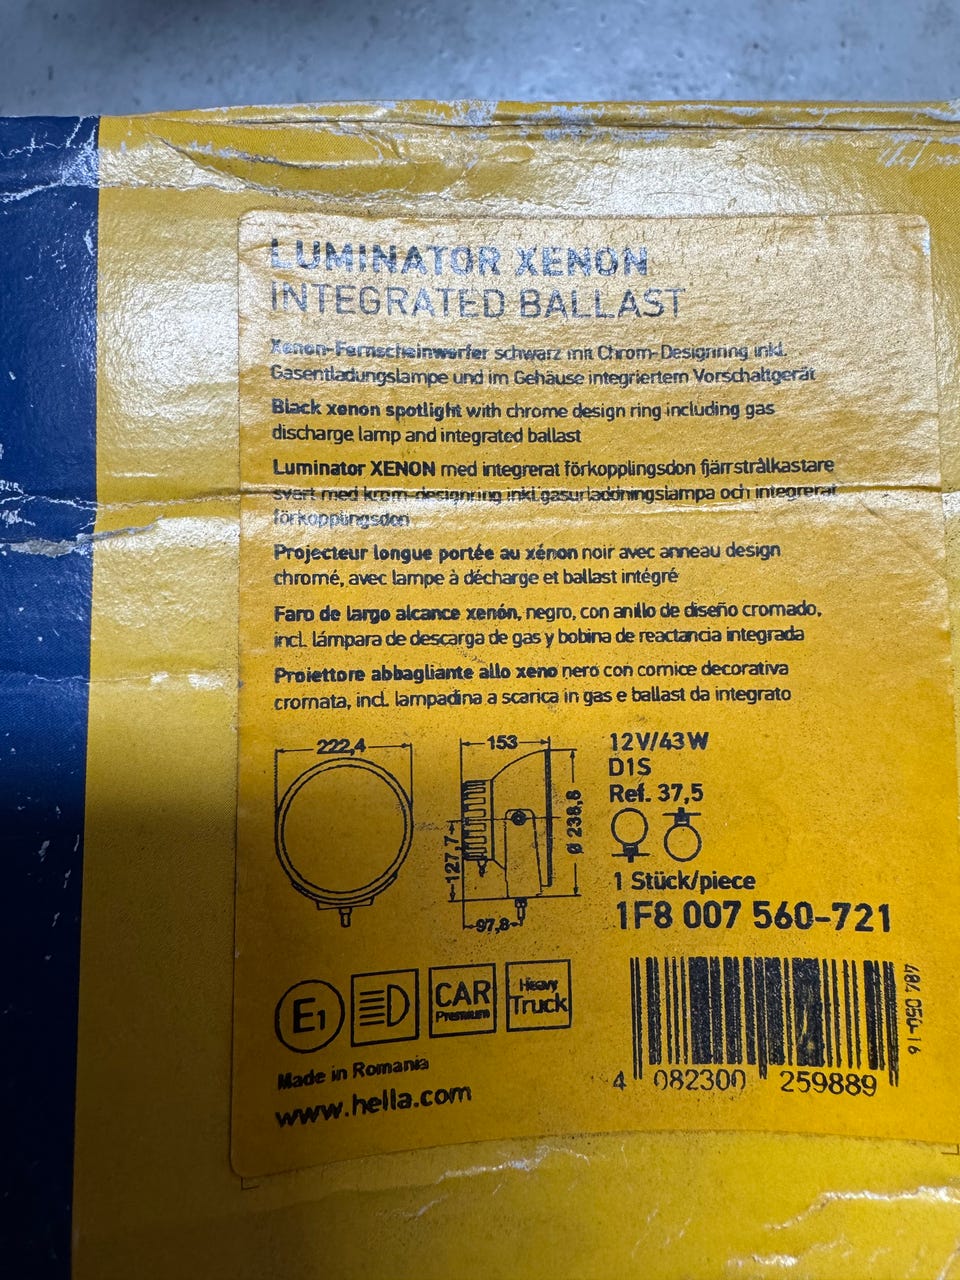 LUMINATOR XENON
INTEGRATED BALLAST
Xenon-Fernscheinwerfer schwarz mit Chrom-Designring inkl.
Gasentladungslampe und im Gehäuse integriertem Vorschaltgerät
Black xenon spotlight with chrome design ring including gas
discharge lamp and integrated ballast
Luminator XENON med integrerat förkopplingsdon fjärrstrålkastare
svart med krom-designring inkl.gasurladdningslampa och integrerat
förkopplingsdon
Projecteur longue portée au xénon noir avec anneau design
chromé, avec lampe à décharge et ballast intégré
Faro de largo alcance xenón, negro, con anillo de diseño cromado,
incl. lámpara de descarga de gas y bobina de reactancia integrada
Proiettore abbagliante allo xeno nero con cornice decorativa
cromata, incl. lampadina a scarica in gas e ballast da integrato
222,4
153
127,7
97,8
ø 238,8
12V/43W
D1S
Ref. 37,5
1 Stück/piece
1F8 007 560-721
E1
CAR
Premium
Heavy
Truck
Made in Romania
www.hella.com
4 082300 259889
484 050-16